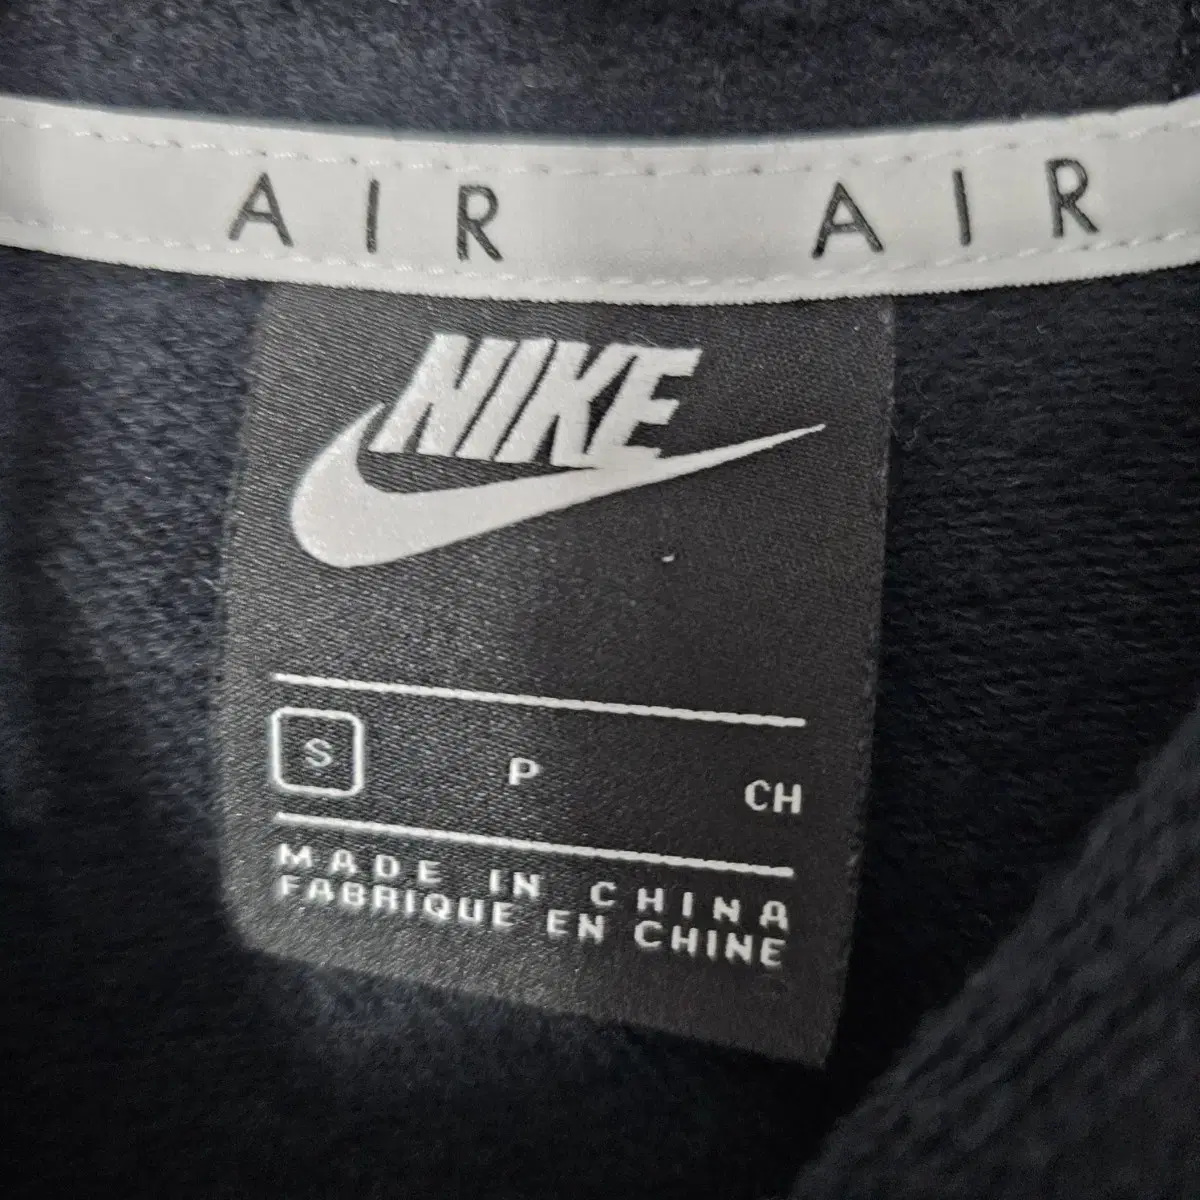 AIR AIR
NIKE
S P CH
MADE IN CHINA
FABRIQUE EN CHINE